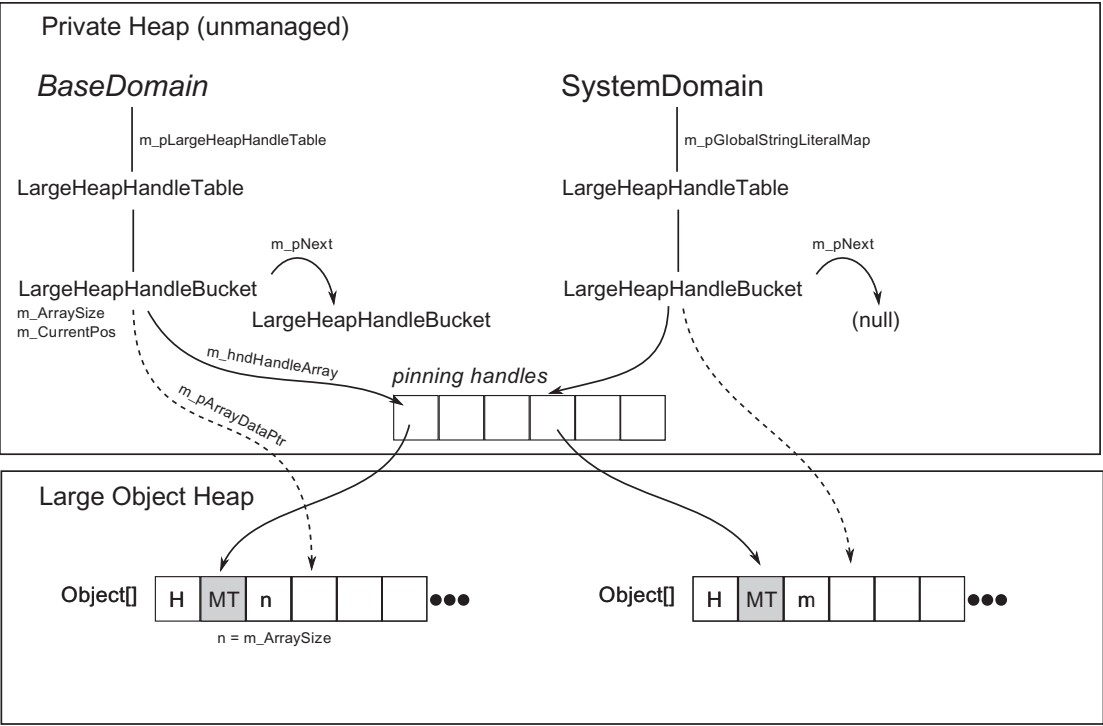 Private Heap (unmanaged)
BaseDomain
SystemDomain
m_pLargeHeapHandleTable
m_pGlobalStringLiteralMap
LargeHeapHandleTable
LargeHeapHandleTable
m_pNext
m_pNext
LargeHeapHandleBucket
LargeHeapHandleBucket
m_ArraySize
m_CurrentPos
LargeHeapHandleBucket
(null)
m_hndHandleArray
pinning handles
m_pArrayDataPtr
Large Object Heap
Object[] H MT n
Object[] H MT m
n = m_ArraySize